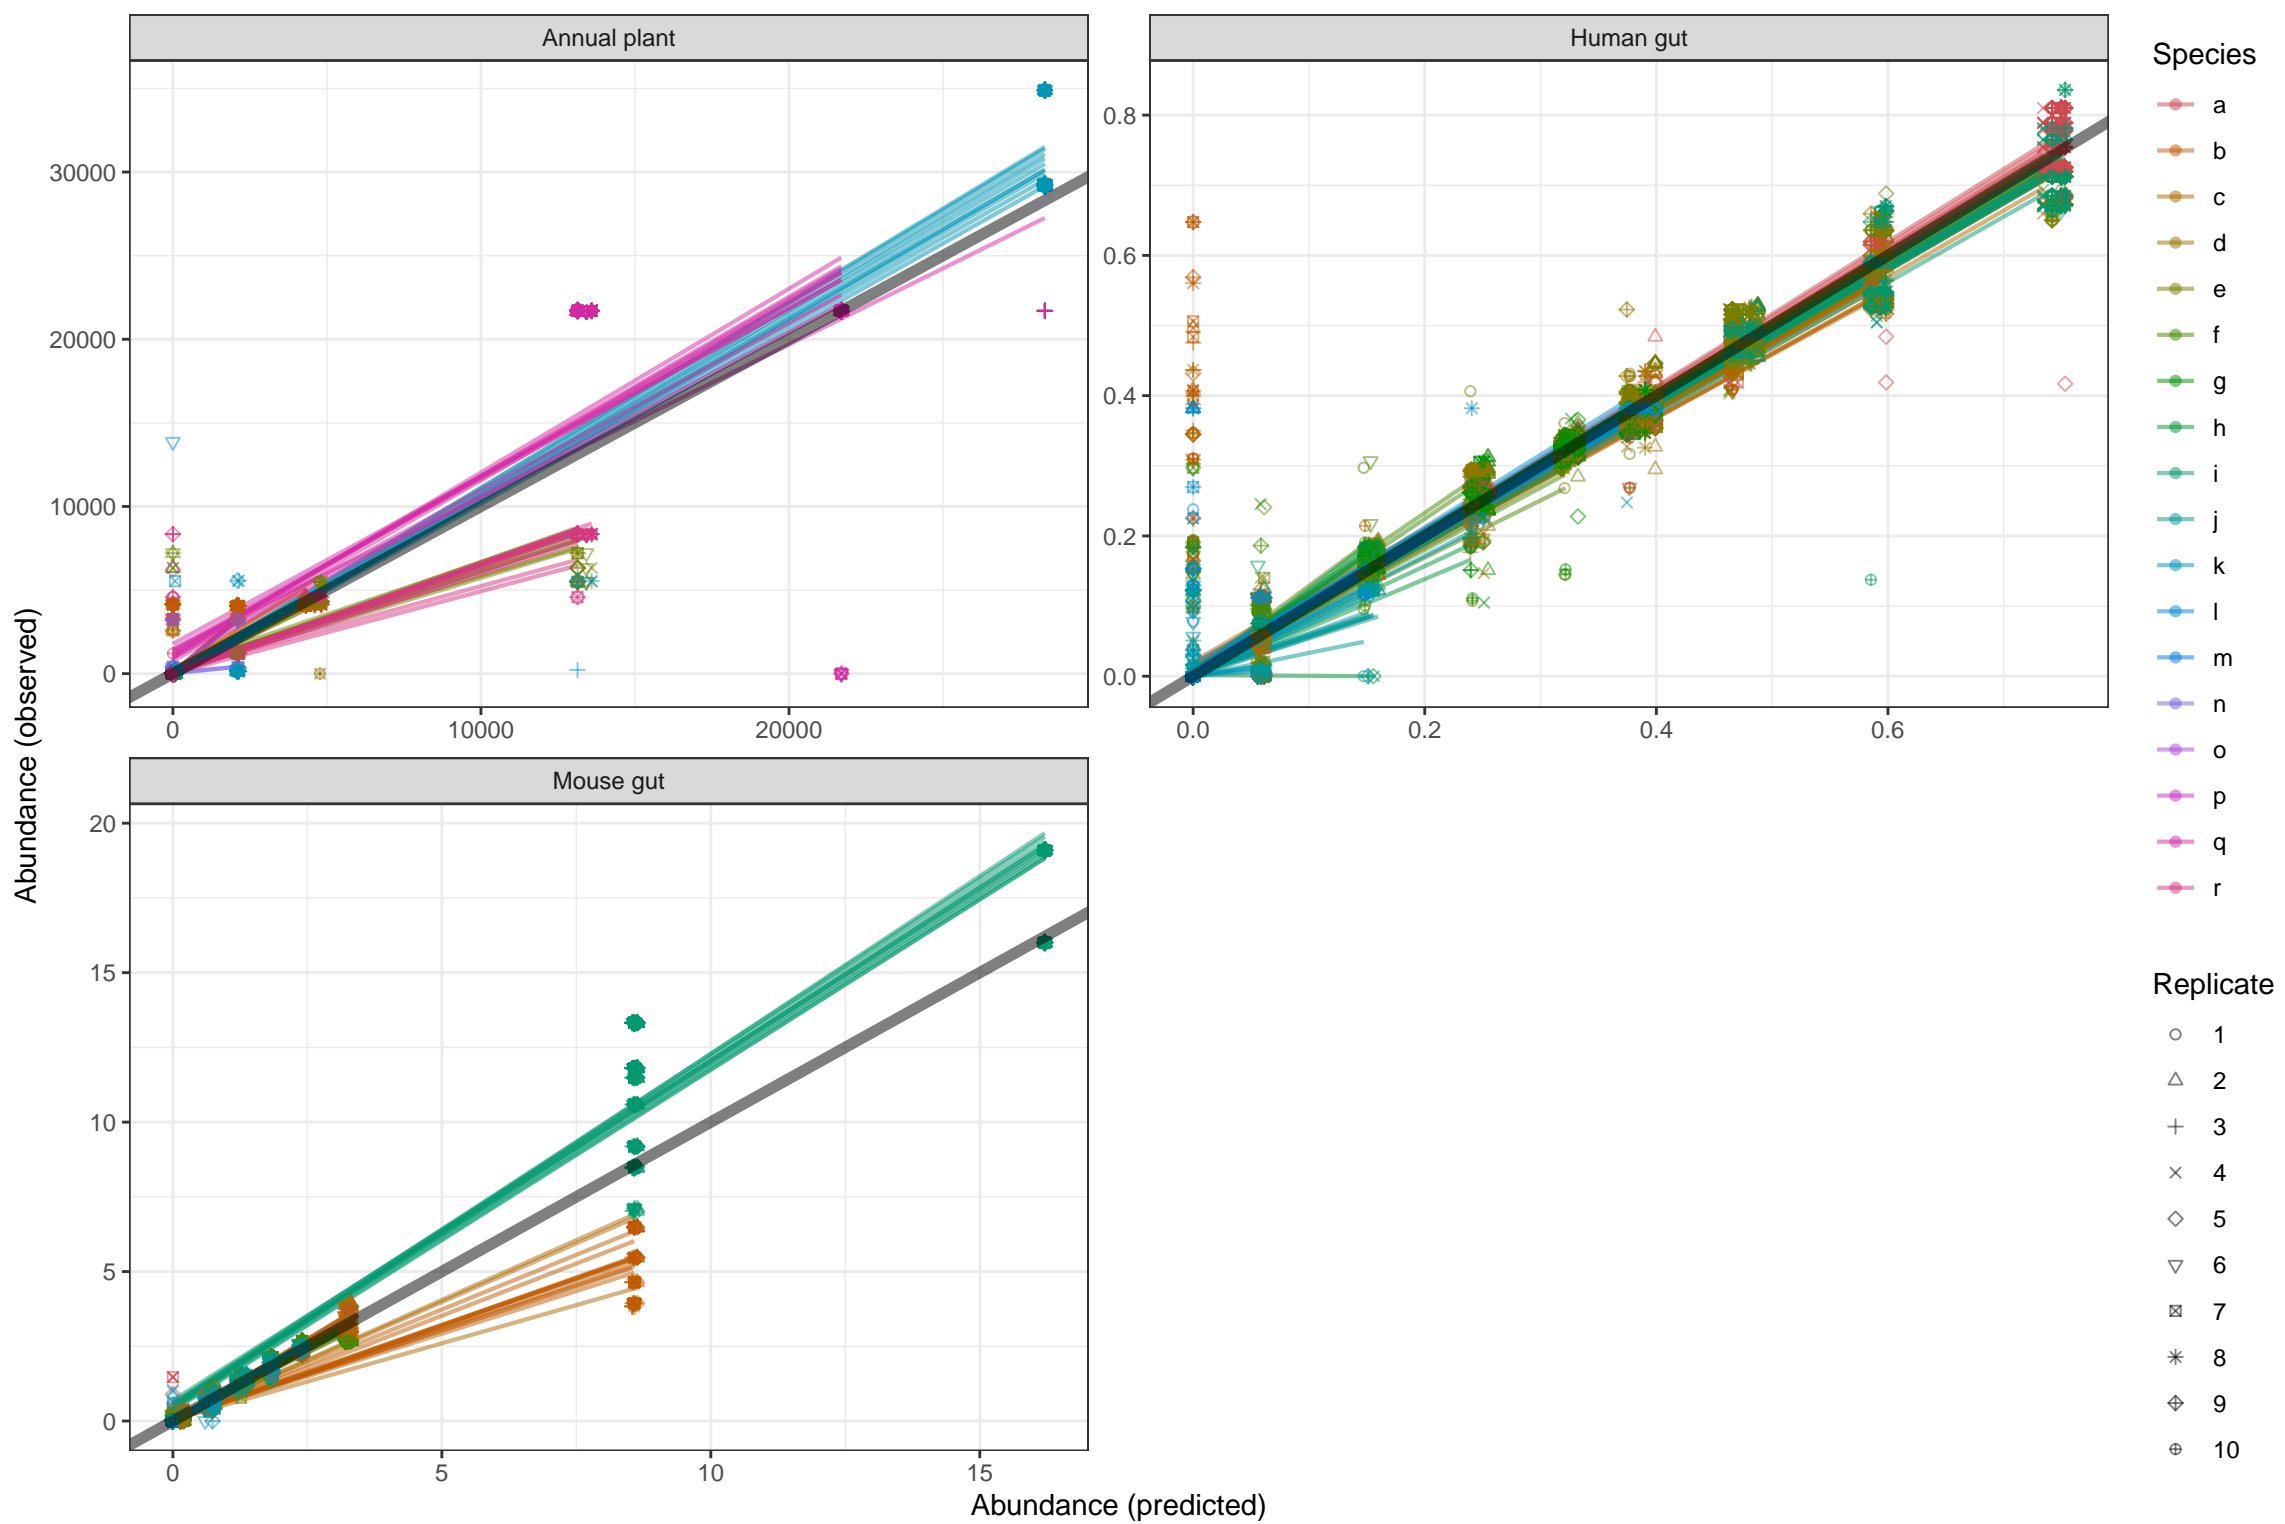 Annual plant
Human gut
30000
20000
10000
0
0
10000
20000
0.8
0.6
0.4
0.2
0.0
0.0
0.2
0.4
0.6
Mouse gut
20
15
10
5
0
0
5
10
15
Abundance (observed)
Abundance (predicted)
Species
a
b
c
d
e
f
g
h
i
j
k
l
m
n
o
p
q
r
Replicate
1
2
3
4
5
6
7
8
9
10